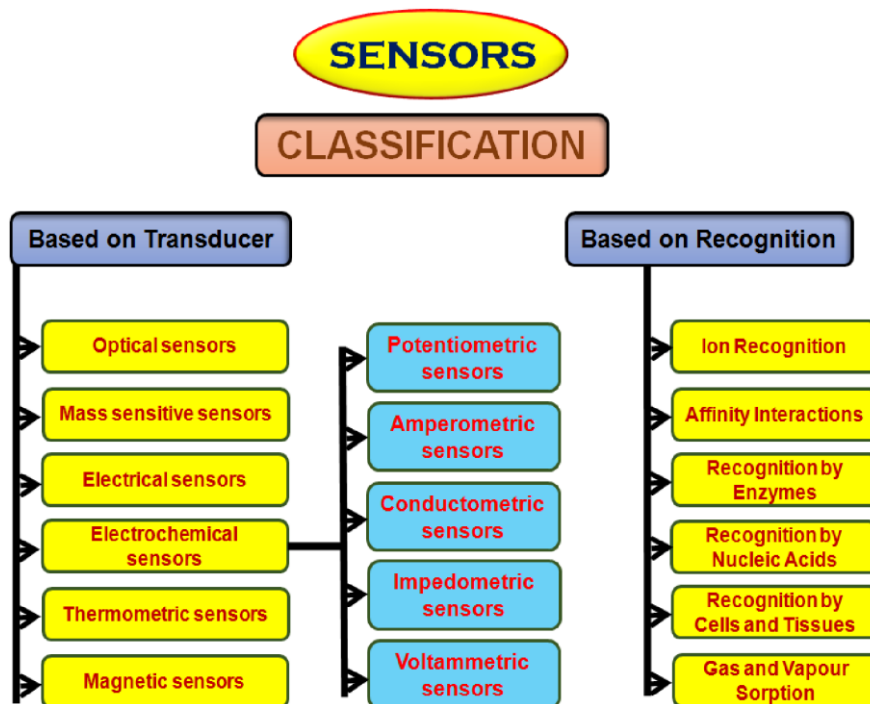 SENSORS
CLASSIFICATION
Based on Transducer
Optical sensors
Mass sensitive sensors
Electrical sensors
Electrochemical
sensors
Thermometric sensors
Magnetic sensors
Potentiometric
sensors
Amperometric
sensors
Conductometric
sensors
Impedometric
sensors
Voltammetric
sensors
Based on Recognition
Ion Recognition
Affinity Interactions
Recognition by
Enzymes
Recognition by
Nucleic Acids
Recognition by
Cells and Tissues
Gas and Vapour
Sorption